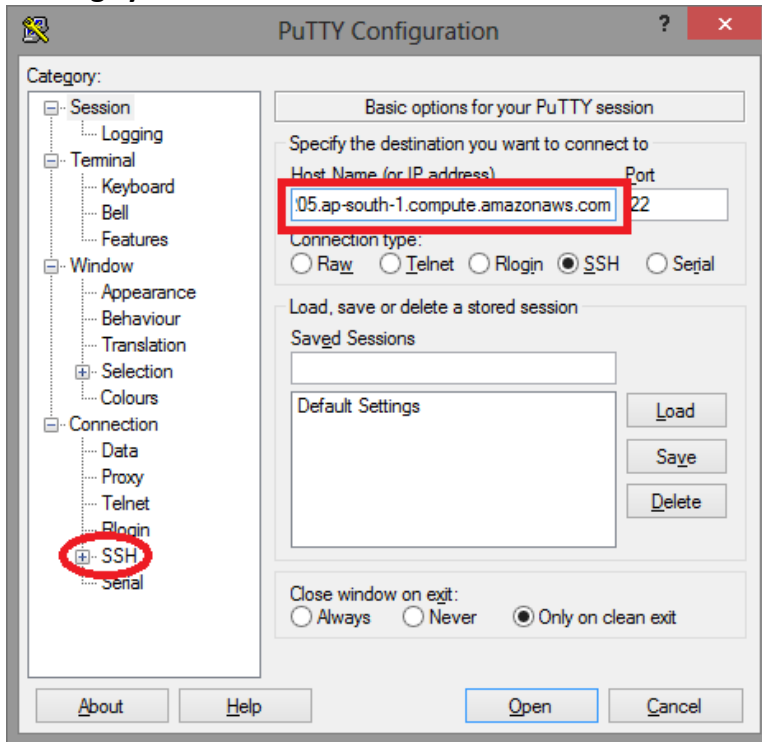 PuTTY Configuration
?
×
Category:
Session
Logging
Terminal
Keyboard
Bell
Features
Window
Appearance
Behaviour
Translation
Selection
Colours
Connection
Data
Proxy
Telnet
Rlogin
SSH
Serial
Basic options for your PuTTY session
Specify the destination you want to connect to
Host Name (or IP address) Port
05.ap-south-1.compute.amazonaws.com 22
Connection type:
Raw Telnet Rlogin SSH Serial
Load, save or delete a stored session
Saved Sessions
Default Settings
Load
Save
Delete
Close window on exit:
Always Never Only on clean exit
About Help Open Cancel